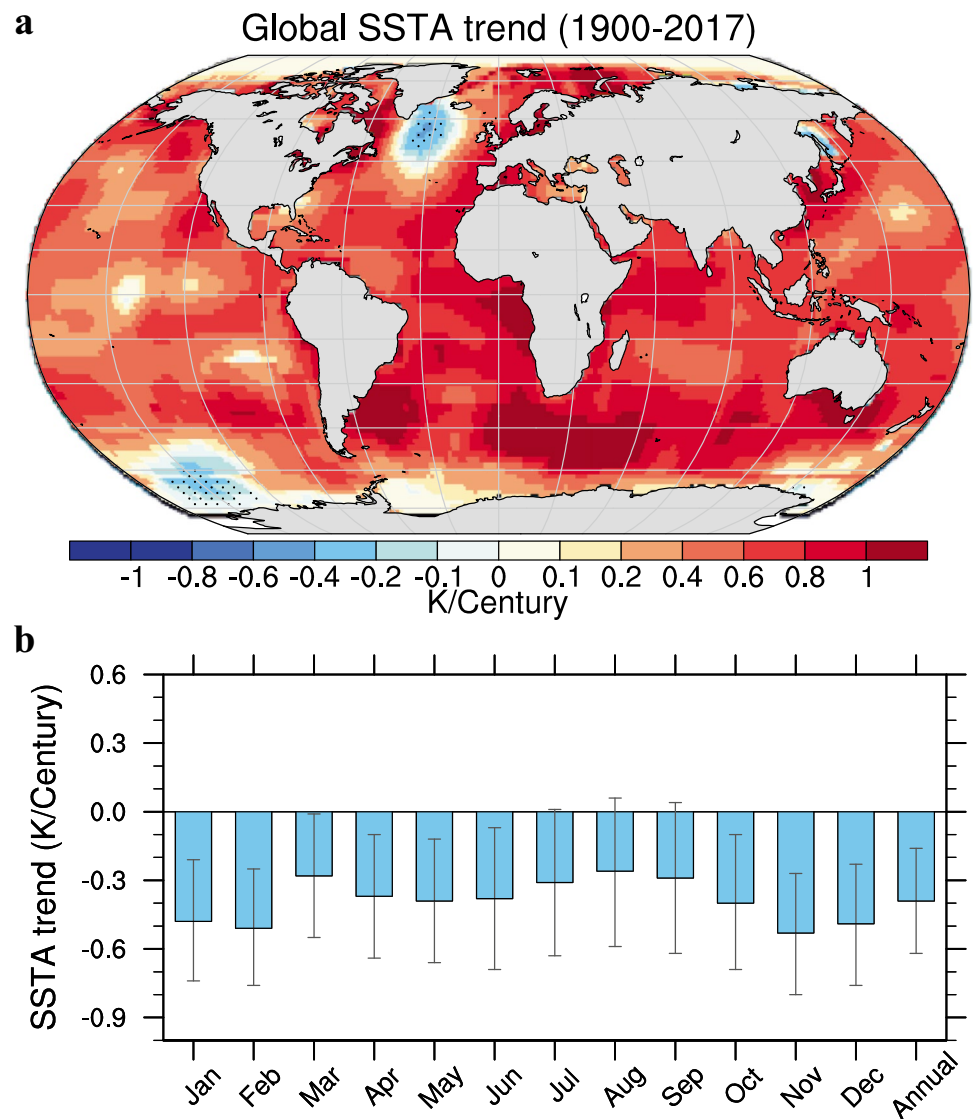 a
Global SSTA trend (1900-2017)
-1 -0.8 -0.6 -0.4 -0.2 -0.1 0 0.1 0.2 0.4 0.6 0.8 1
K/Century
b
SSTA trend (K/Century)
0.6
0.3
0.0
-0.3
-0.6
-0.9
Jan Feb Mar Apr May Jun Jul Aug Sep Oct Nov Dec Annual